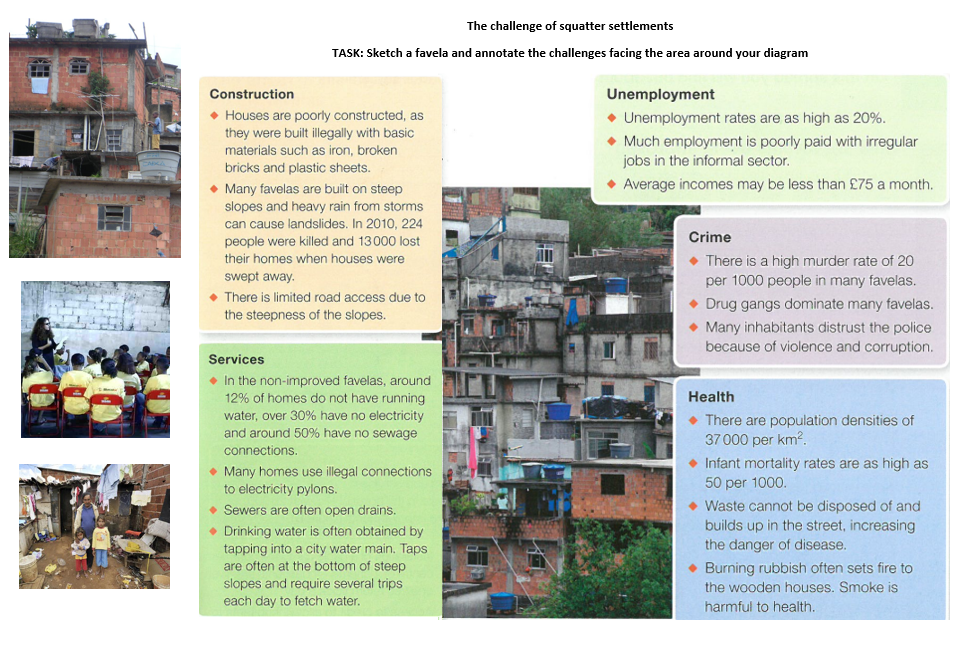 The challenge of squatter settlements
TASK: Sketch a favela and annotate the challenges facing the area around your diagram
Construction
◆ Houses are poorly constructed, as
they were built illegally with basic
materials such as iron, broken
bricks and plastic sheets.
◆ Many favelas are built on steep
slopes and heavy rain from storms
can cause landslides. In 2010, 224
people were killed and 13 000 lost
their homes when houses were
swept away.
◆ There is limited road access due to
the steepness of the slopes.
Services
◆ In the non-improved favelas, around
12% of homes do not have running
water, over 30% have no electricity
and around 50% have no sewage
connections.
◆ Many homes use illegal connections
to electricity pylons.
◆ Sewers are often open drains.
◆ Drinking water is often obtained by
tapping into a city water main. Taps
are often at the bottom of steep
slopes and require several trips
each day to fetch water.
Unemployment
◆ Unemployment rates are as high as 20%.
◆ Much employment is poorly paid with irregular
jobs in the informal sector.
◆ Average incomes may be less than £75 a month.
Crime
◆ There is a high murder rate of 20
per 1000 people in many favelas.
◆ Drug gangs dominate many favelas.
◆ Many inhabitants distrust the police
because of violence and corruption.
Health
◆ There are population densities of
37 000 per km².
◆ Infant mortality rates are as high as
50 per 1000.
◆ Waste cannot be disposed of and
builds up in the street, increasing
the danger of disease.
◆ Burning rubbish often sets fire to
the wooden houses. Smoke is
harmful to health.